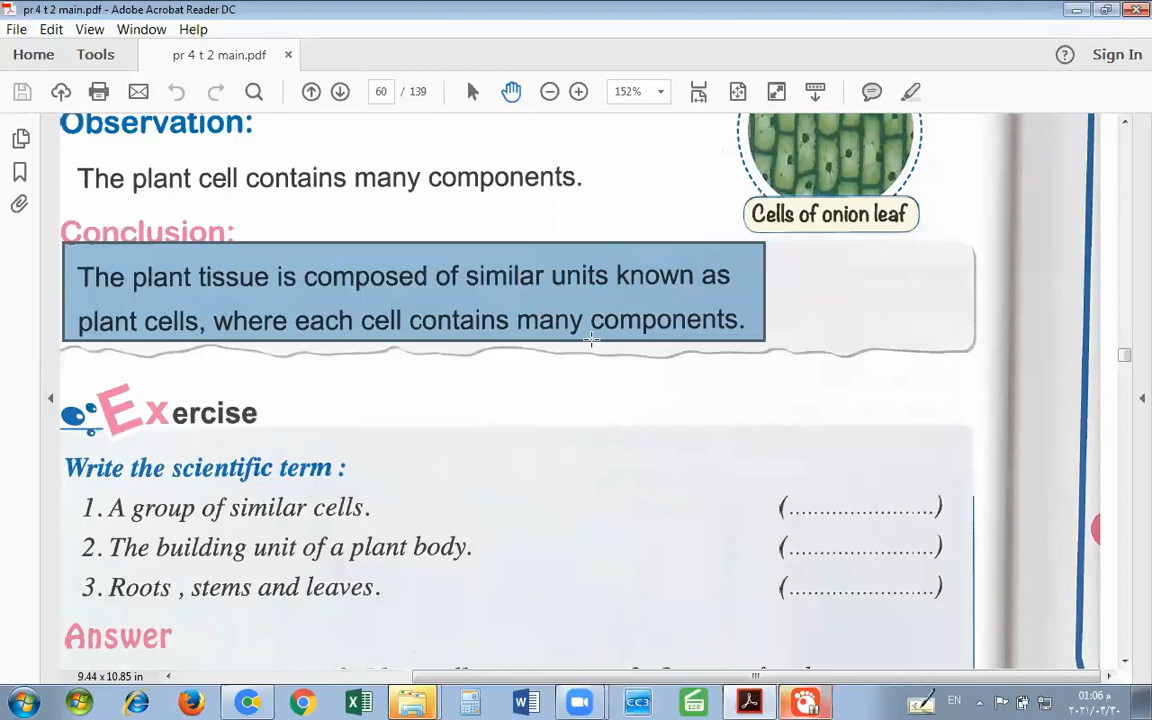 pr 4 t 2 main.pdf - Adobe Acrobat Reader DC
File Edit View Window Help
Home Tools pr 4 t 2 main.pdf × Sign In
60 / 139 152%
Observation:
The plant cell contains many components.
Cells of onion leaf
Conclusion:
The plant tissue is composed of similar units known as
plant cells, where each cell contains many components.
Exercise
Write the scientific term :
1. A group of similar cells. (........................)
2. The building unit of a plant body. (........................)
3. Roots , stems and leaves. (........................)
Answer
9.44 x 10.85 in
EN
01:06 م
٢٠٢١/٠٣/٣٠